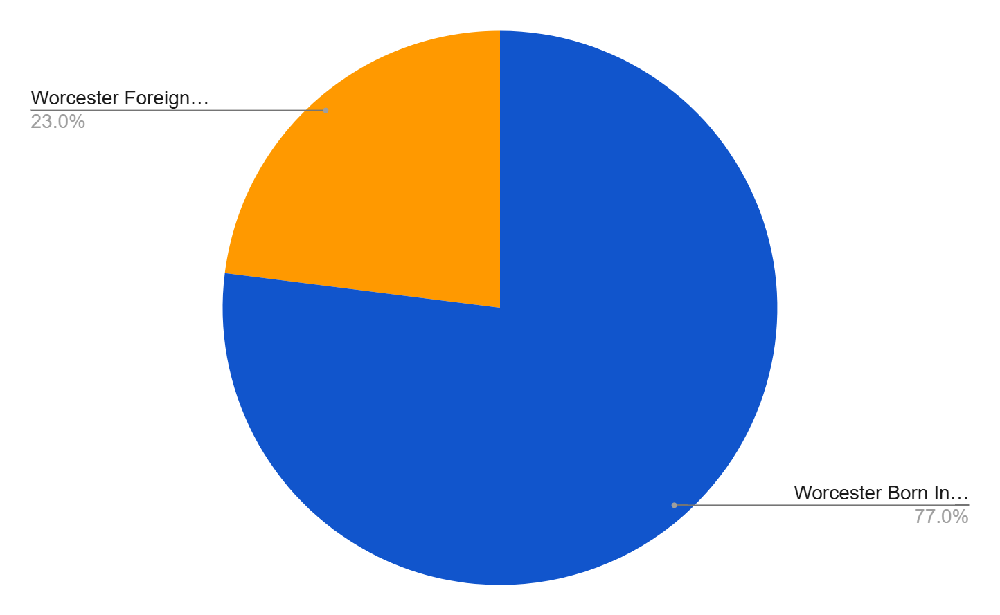 Worcester Foreign…
23.0%
Worcester Born In…
77.0%